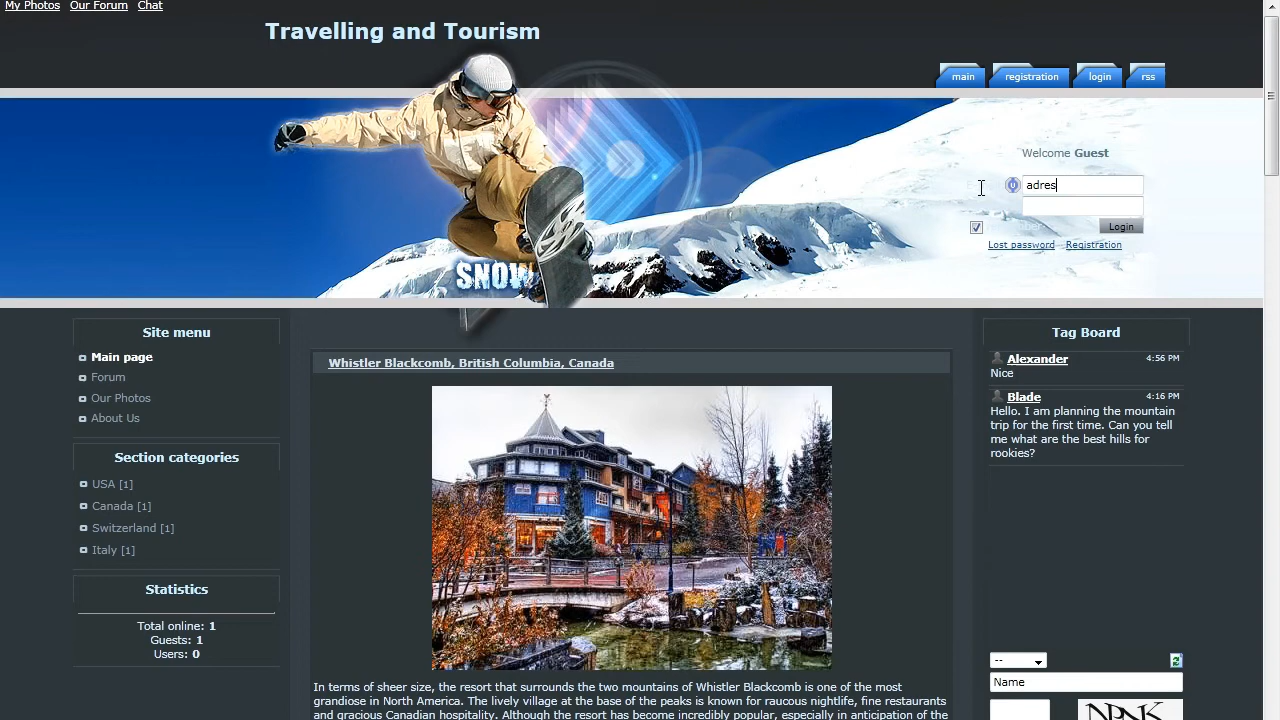 My Photos Our Forum Chat
Travelling and Tourism
main registration login rss
Welcome Guest
adres
Login
Lost password Registration
SNOW
Site menu
Main page
Forum
Our Photos
About Us
Section categories
USA [1]
Canada [1]
Switzerland [1]
Italy [1]
Statistics
Total online: 1
Guests: 1
Users: 0
Whistler Blackcomb, British Columbia, Canada
In terms of sheer size, the resort that surrounds the two mountains of Whistler Blackcomb is one of the most
grandiose in North America. The lively village at the base of the peaks is known for raucous nightlife, fine restaurants
and gracious Canadian hospitality. Although the resort has become incredibly popular, especially in anticipation of the
Tag Board
Alexander 4:56 PM
Nice
Blade 4:16 PM
Hello. I am planning the mountain
trip for the first time. Can you tell
me what are the best hills for
rookies?
--
Name